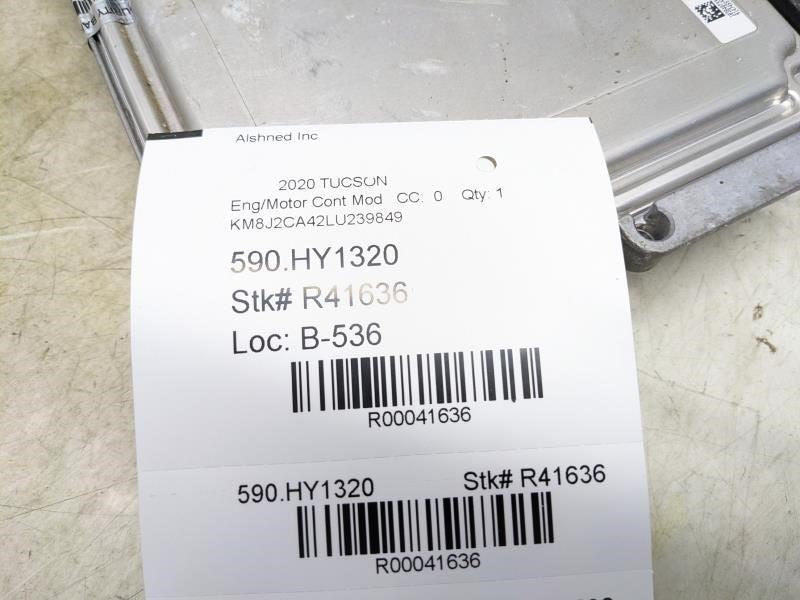 Alshned Inc
2020 TUCSON
Eng/Motor Cont Mod CC: 0 Qty: 1
KM8J2CA42LU239849
590.HY1320
Stk# R41636
Loc: B-536
R00041636
590.HY1320 Stk# R41636
R00041636